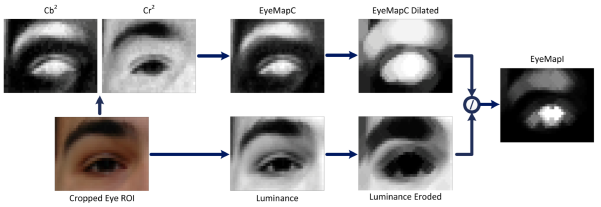 Cb²
Cr²
EyeMapC
EyeMapC Dilated
EyeMapI
/
Cropped Eye ROI
Luminance
Luminance Eroded